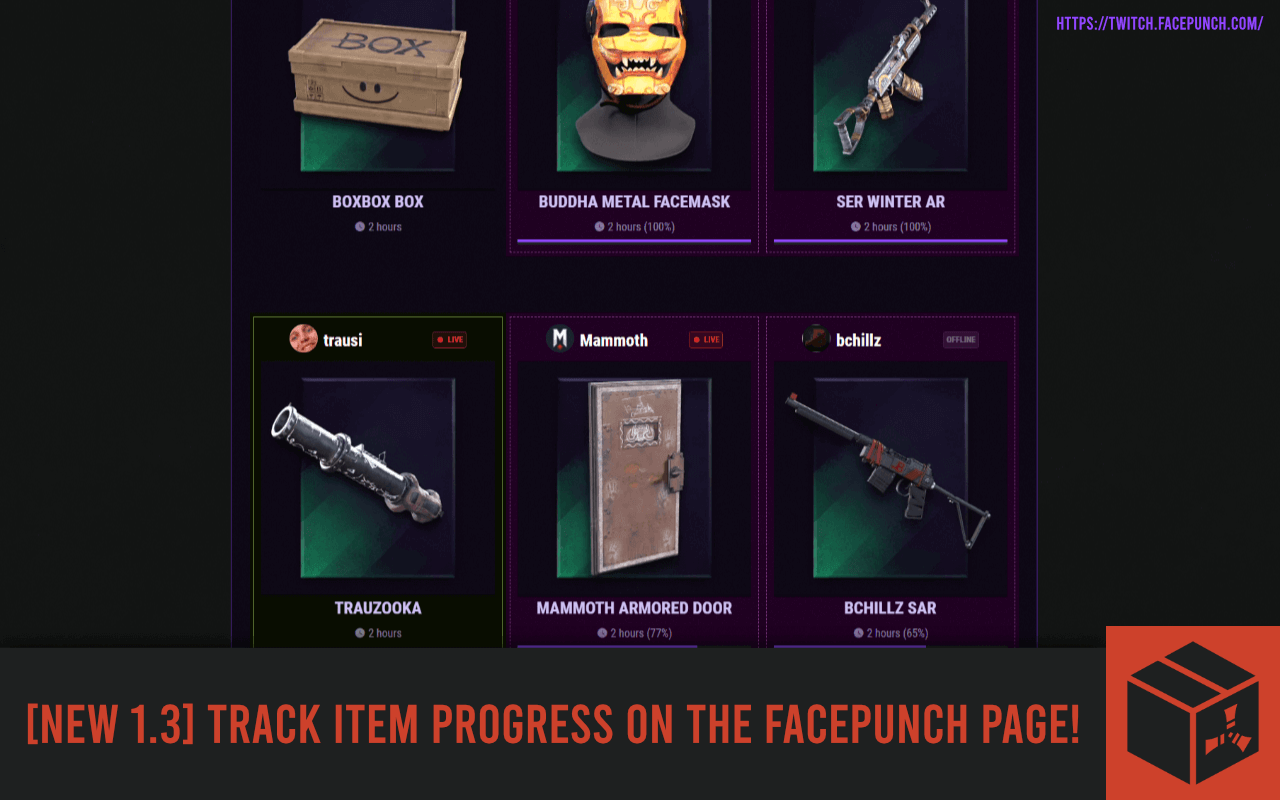 HTTPS://TWITCH.FACEPUNCH.COM/
BOX
BOXBOX BOX
2 hours
BUDDHA METAL FACEMASK
2 hours (100%)
SER WINTER AR
2 hours (100%)
trausi
LIVE
M Mammoth
LIVE
bchillz
OFFLINE
TRAUZOOKA
2 hours
MAMMOTH ARMORED DOOR
2 hours (77%)
BCHILLZ SAR
2 hours (65%)
[NEW 1.3] TRACK ITEM PROGRESS ON THE FACEPUNCH PAGE!